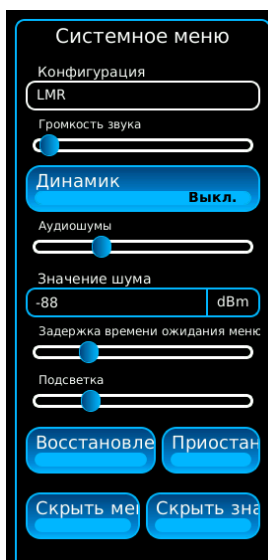 Системное меню
Конфигурация
LMR
Громкость звука
Динамик
Выкл.
Аудиошумы
Значение шума
-88 dBm
Задержка времени ожидания меню
Подсветка
Восстановле Приостан
Скрыть ме Скрыть зна